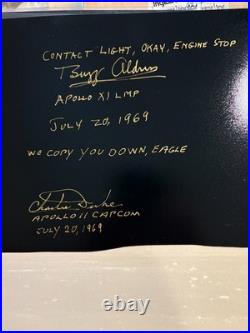 CONTACT LIGHT, OKAY, ENGINE STOP
Buzz Aldrin
APOLLO XI LMP
JULY 20, 1969
WE COPY YOU DOWN, EAGLE
Charlie Duke
APOLLO 11 CAPCOM
JULY 20, 1969